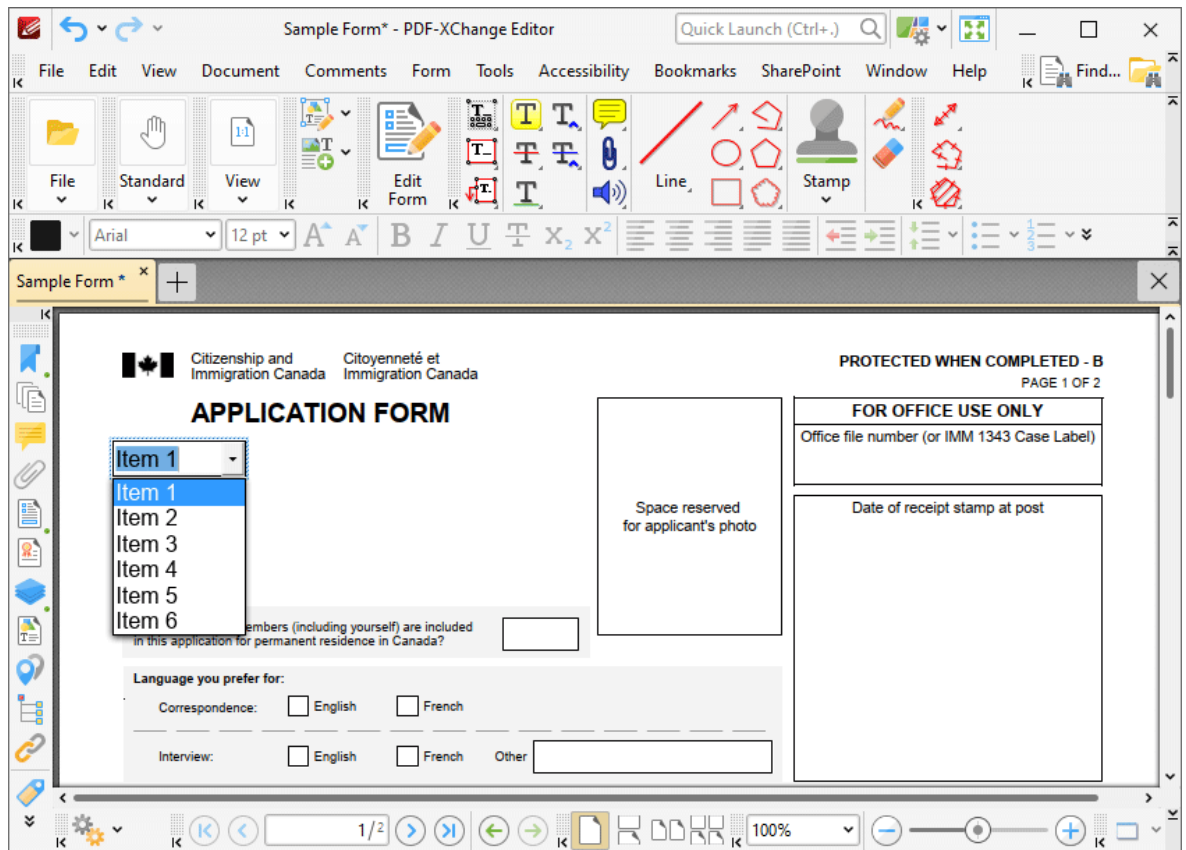 Sample Form* - PDF-XChange Editor
Quick Launch (Ctrl+.)
File Edit View Document Comments Form Tools Accessibility Bookmarks SharePoint Window Help Find...
File
Standard
1:1
View
Edit
Form
Line
Stamp
Arial
12 pt
B I U T X₂ X²
Sample Form *
Citizenship and
Immigration Canada
Citoyenneté et
Immigration Canada
PROTECTED WHEN COMPLETED - B
PAGE 1 OF 2
APPLICATION FORM
FOR OFFICE USE ONLY
Office file number (or IMM 1343 Case Label)
Item 1
Item 1
Item 2
Item 3
Item 4
Item 5
Item 6
Space reserved
for applicant's photo
Date of receipt stamp at post
embers (including yourself) are included
in this application for permanent residence in Canada?
Language you prefer for:
Correspondence: English French
Interview: English French Other
1/2
100%